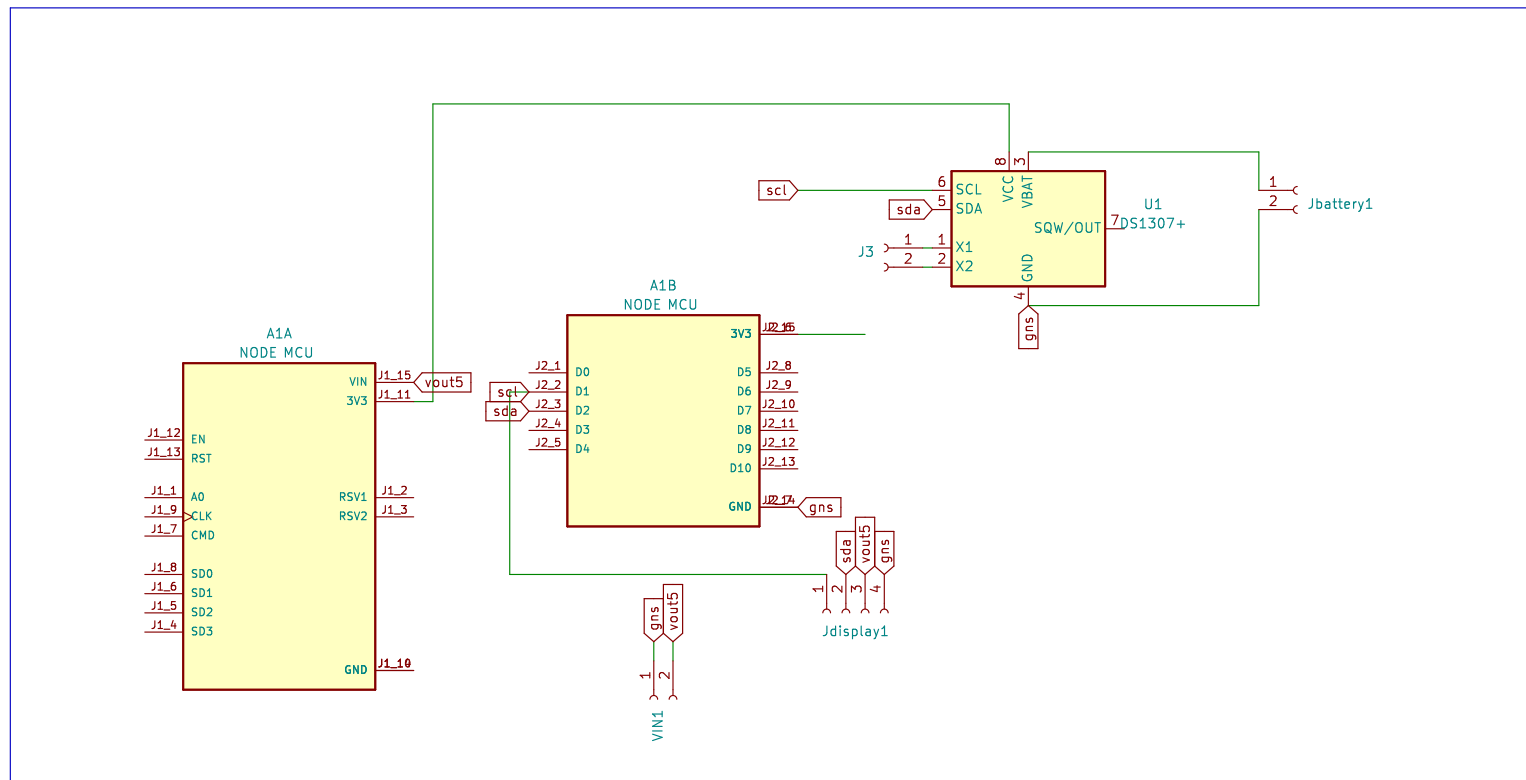 8
3
VCC
VBAT
scl
6
SCL
sda
5
SDA
SQW/OUT
7
U1
DS1307+
1
2
Jbattery1
J3
1
1
X1
2
2
X2
GND
4
gns
A1B
NODE MCU
3V3
J2_1
D0
D5
J2_8
scl
J2_2
D1
D6
J2_9
sda
J2_3
D2
D7
J2_10
J2_4
D3
D8
J2_11
J2_5
D4
D9
J2_12
D10
J2_13
GND
gns
A1A
NODE MCU
VIN
J1_15
vout5
3V3
J1_11
J1_12
EN
J1_13
RST
J1_1
A0
RSV1
J1_2
J1_9
CLK
RSV2
J1_3
J1_7
CMD
J1_8
SD0
J1_6
SD1
J1_5
SD2
J1_4
SD3
GND
sda
vout5
gns
1
2
3
4
Jdisplay1
gns
vout5
1
2
VIN1